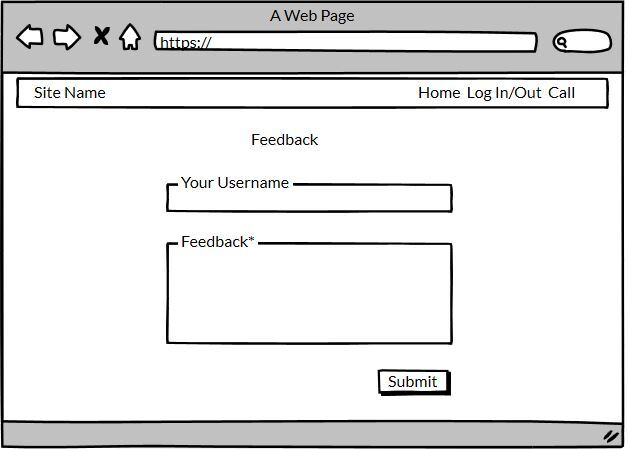 A Web Page
https://
Site Name Home Log In/Out Call
Feedback
Your Username
Feedback*
Submit